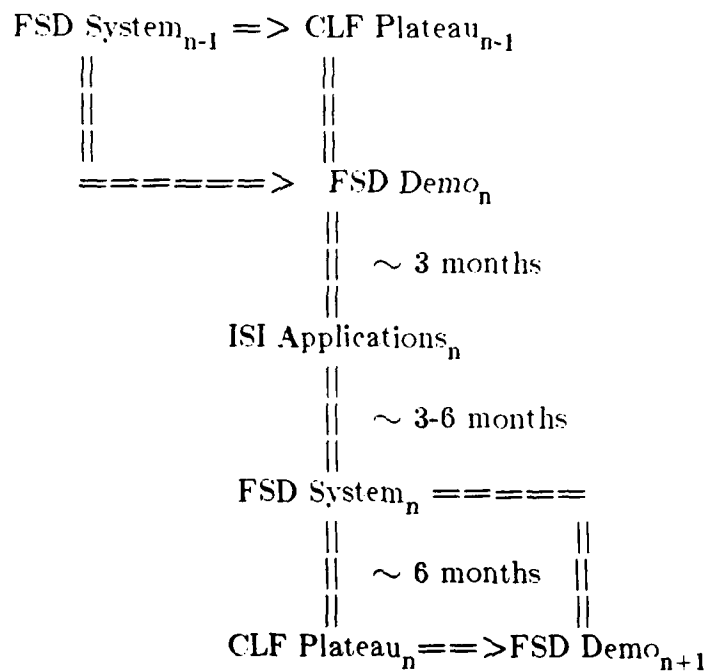 FSD System_{n-1} => CLF Plateau_{n-1}
======> FSD Demo_n
~ 3 months
ISI Applications_n
~ 3-6 months
FSD System_n =====
~ 6 months
CLF Plateau_n ==>FSD Demo_{n+1}